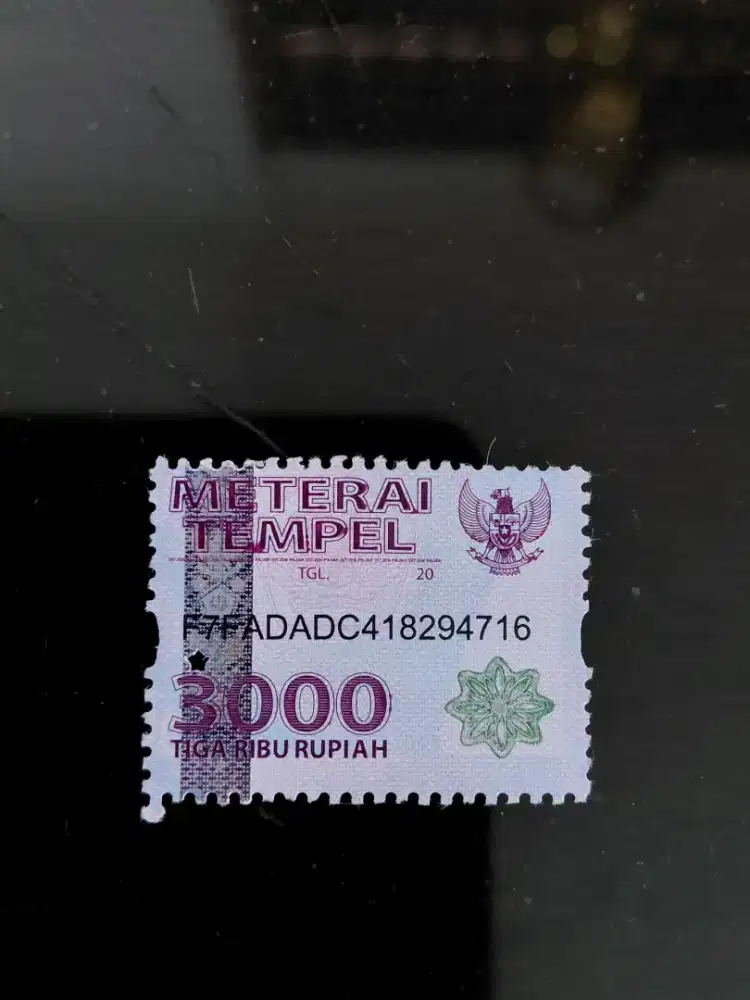 METERAI
TEMPEL
TGL. 20
F7FADADC418294716
3000
TIGA RIBU RUPIAH